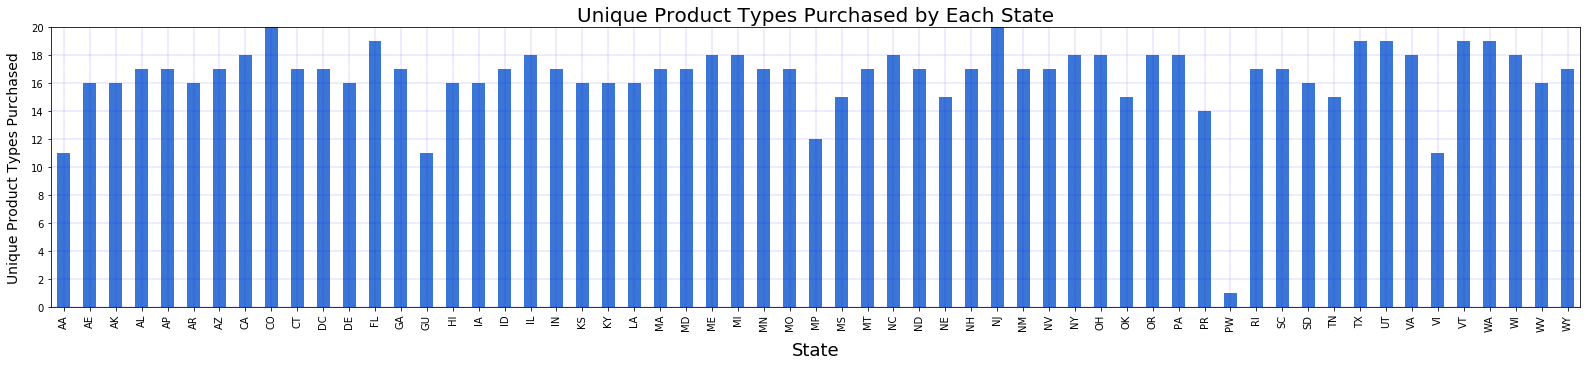 Unique Product Types Purchased by Each State
Unique Product Types Purchased
20
18
16
14
12
10
8
6
4
2
0
AA AE AK AL AP AR AZ CA CO CT DC DE FL GA GU HI IA ID IL IN KS KY LA MA MD ME MI MN MO MP MS MT NC ND NE NH NJ NM NV NY OH OK OR PA PR PW RI SC SD TN TX UT VA VI VT WA WI WV WY
State